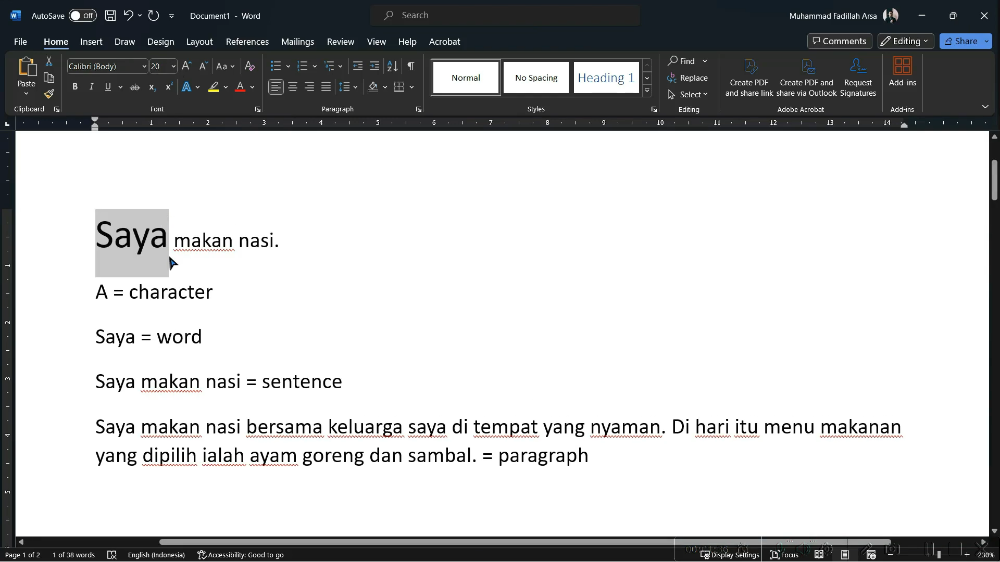 AutoSave Off Document1 - Word Search Muhammad Fadillah Arsa
File Home Insert Draw Design Layout References Mailings Review View Help Acrobat Comments Editing Share
Paste Calibri (Body) 20 Aa Normal No Spacing Heading 1 Find Replace Select
Create PDF and share link Create PDF and share via Outlook Request Signatures Add-ins
Clipboard Font Paragraph Styles Editing Adobe Acrobat Add-ins
1 2 3 4 5 6 7 8 9 10 11 12 13 14
Saya makan nasi.
A = character
Saya = word
Saya makan nasi = sentence
Saya makan nasi bersama keluarga saya di tempat yang nyaman. Di hari itu menu makanan
yang dipilih ialah ayam goreng dan sambal. = paragraph
1
2
3
4
5
Page 1 of 2 1 of 38 words English (Indonesia) Accessibility: Good to go Display Settings Focus 230%